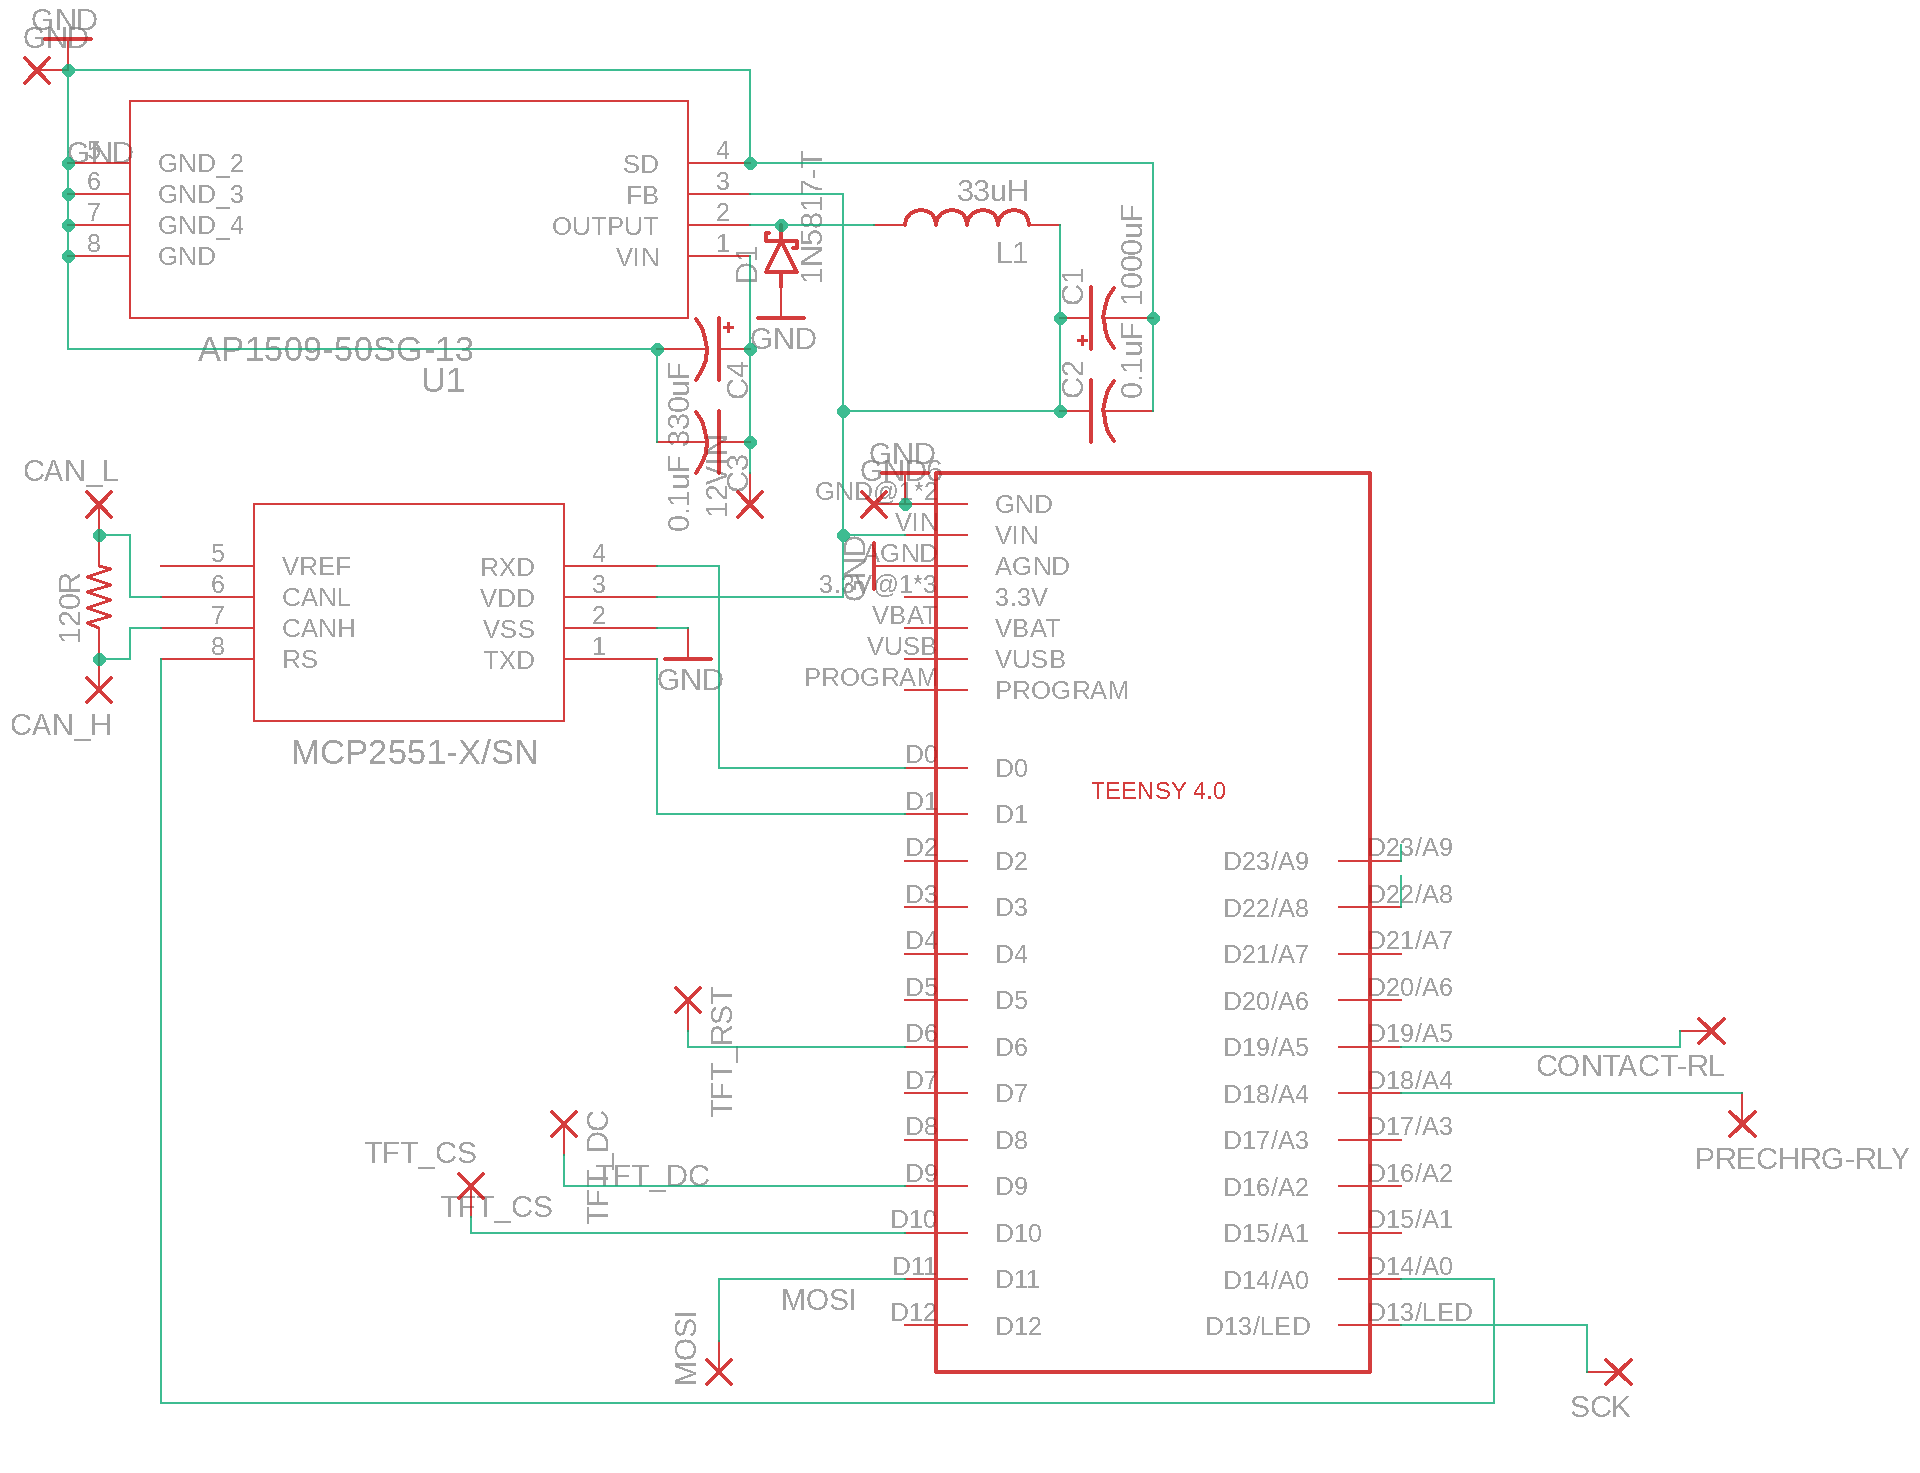 GND
GND
GND
5
6
7
8
GND_2
GND_3
GND_4
GND
SD
FB
OUTPUT
VIN
4
3
2
1
AP1509-50SG-13
U1
D1
1N5817-T
GND
33uH
L1
C1
1000uF
C2
0.1uF
330uF
C4
0.1uF
12VIN
C3
CAN_L
120R
CAN_H
5
6
7
8
VREF
CANL
CANH
RS
RXD
VDD
VSS
TXD
4
3
2
1
MCP2551-X/SN
GND
GND
GND6
GND@1*2
VIN
AGND
GND
3.3V@1*3
VBAT
VUSB
PROGRAM
GND
VIN
AGND
3.3V
VBAT
VUSB
PROGRAM
TEENSY 4.0
D0
D1
D2
D3
D4
D5
D6
D7
D8
D9
D10
D11
D12
D0
D1
D2
D3
D4
D5
D6
D7
D8
D9
D10
D11
D12
D23/A9
D22/A8
D21/A7
D20/A6
D19/A5
D18/A4
D17/A3
D16/A2
D15/A1
D14/A0
D13/LED
D23/A9
D22/A8
D21/A7
D20/A6
D19/A5
D18/A4
D17/A3
D16/A2
D15/A1
D14/A0
D13/LED
TFT_RST
TFT_DC
TFT_DC
TFT_CS
TFT_CS
MOSI
MOSI
CONTACT-RL
PRECHRG-RLY
SCK